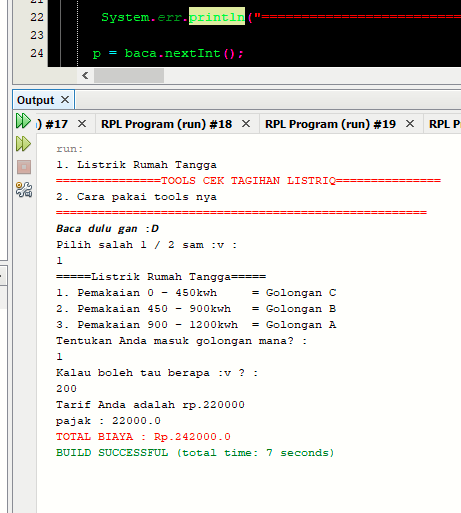 21
22 System.err.println("==============================
23
24 p = baca.nextInt();
Output
) #17 RPL Program (run) #18 RPL Program (run) #19 RPL P
run:
1. Listrik Rumah Tangga
===============TOOLS CEK TAGIHAN LISTRIQ===============
2. Cara pakai tools nya
=====================================================
Baca dulu gan :D
Pilih salah 1 / 2 sam :v :
1
=====Listrik Rumah Tangga=====
1. Pemakaian 0 - 450kwh = Golongan C
2. Pemakaian 450 - 900kwh = Golongan B
3. Pemakaian 900 - 1200kwh = Golongan A
Tentukan Anda masuk golongan mana? :
1
Kalau boleh tau berapa :v ? :
200
Tarif Anda adalah rp.220000
pajak : 22000.0
TOTAL BIAYA : Rp.242000.0
BUILD SUCCESSFUL (total time: 7 seconds)